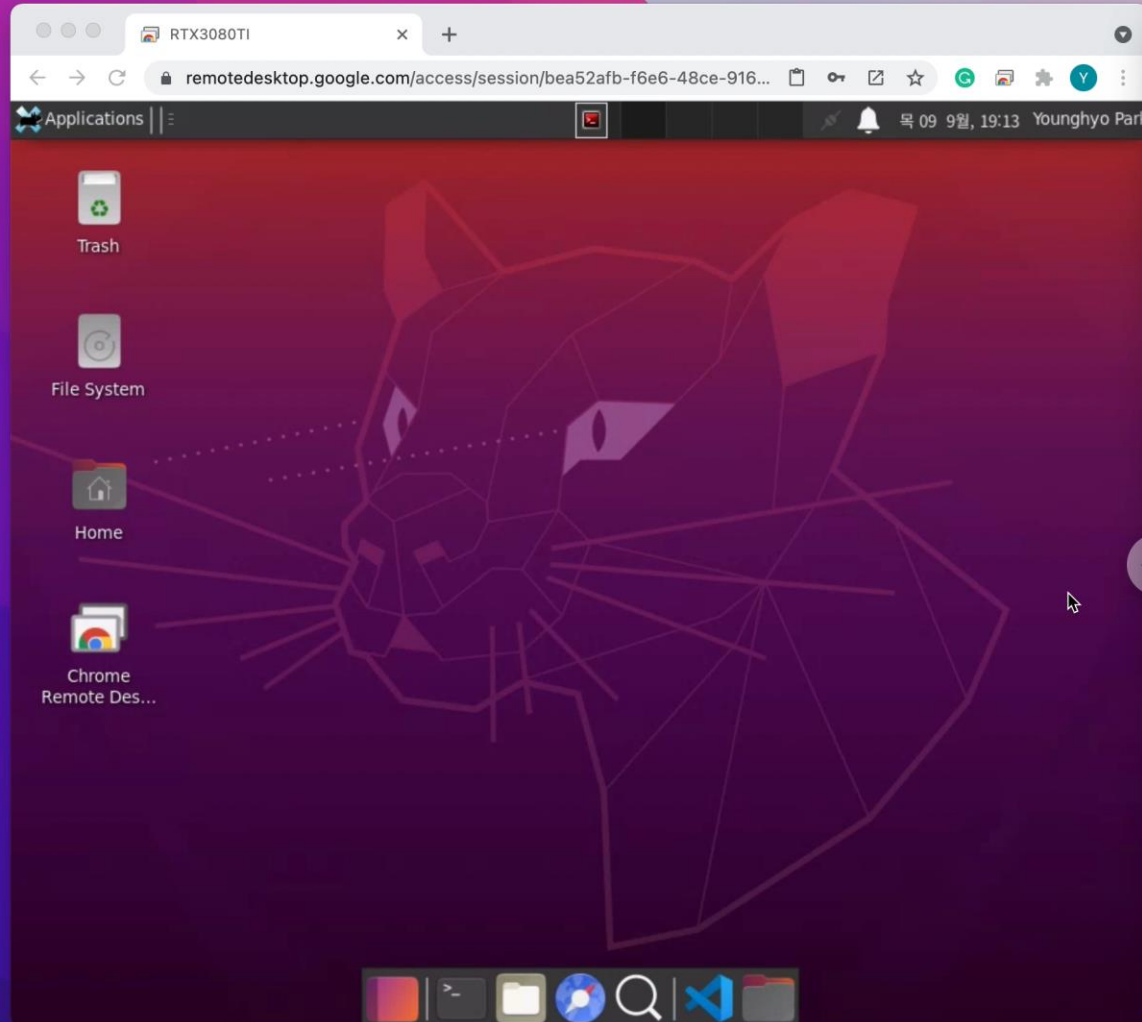 RTX3080TI
remotedesktop.google.com/access/session/bea52afb-f6e6-48ce-916...
Y
Applications
목 09 9월, 19:13 Younghyo Par
Trash
File System
Home
Chrome
Remote Des...